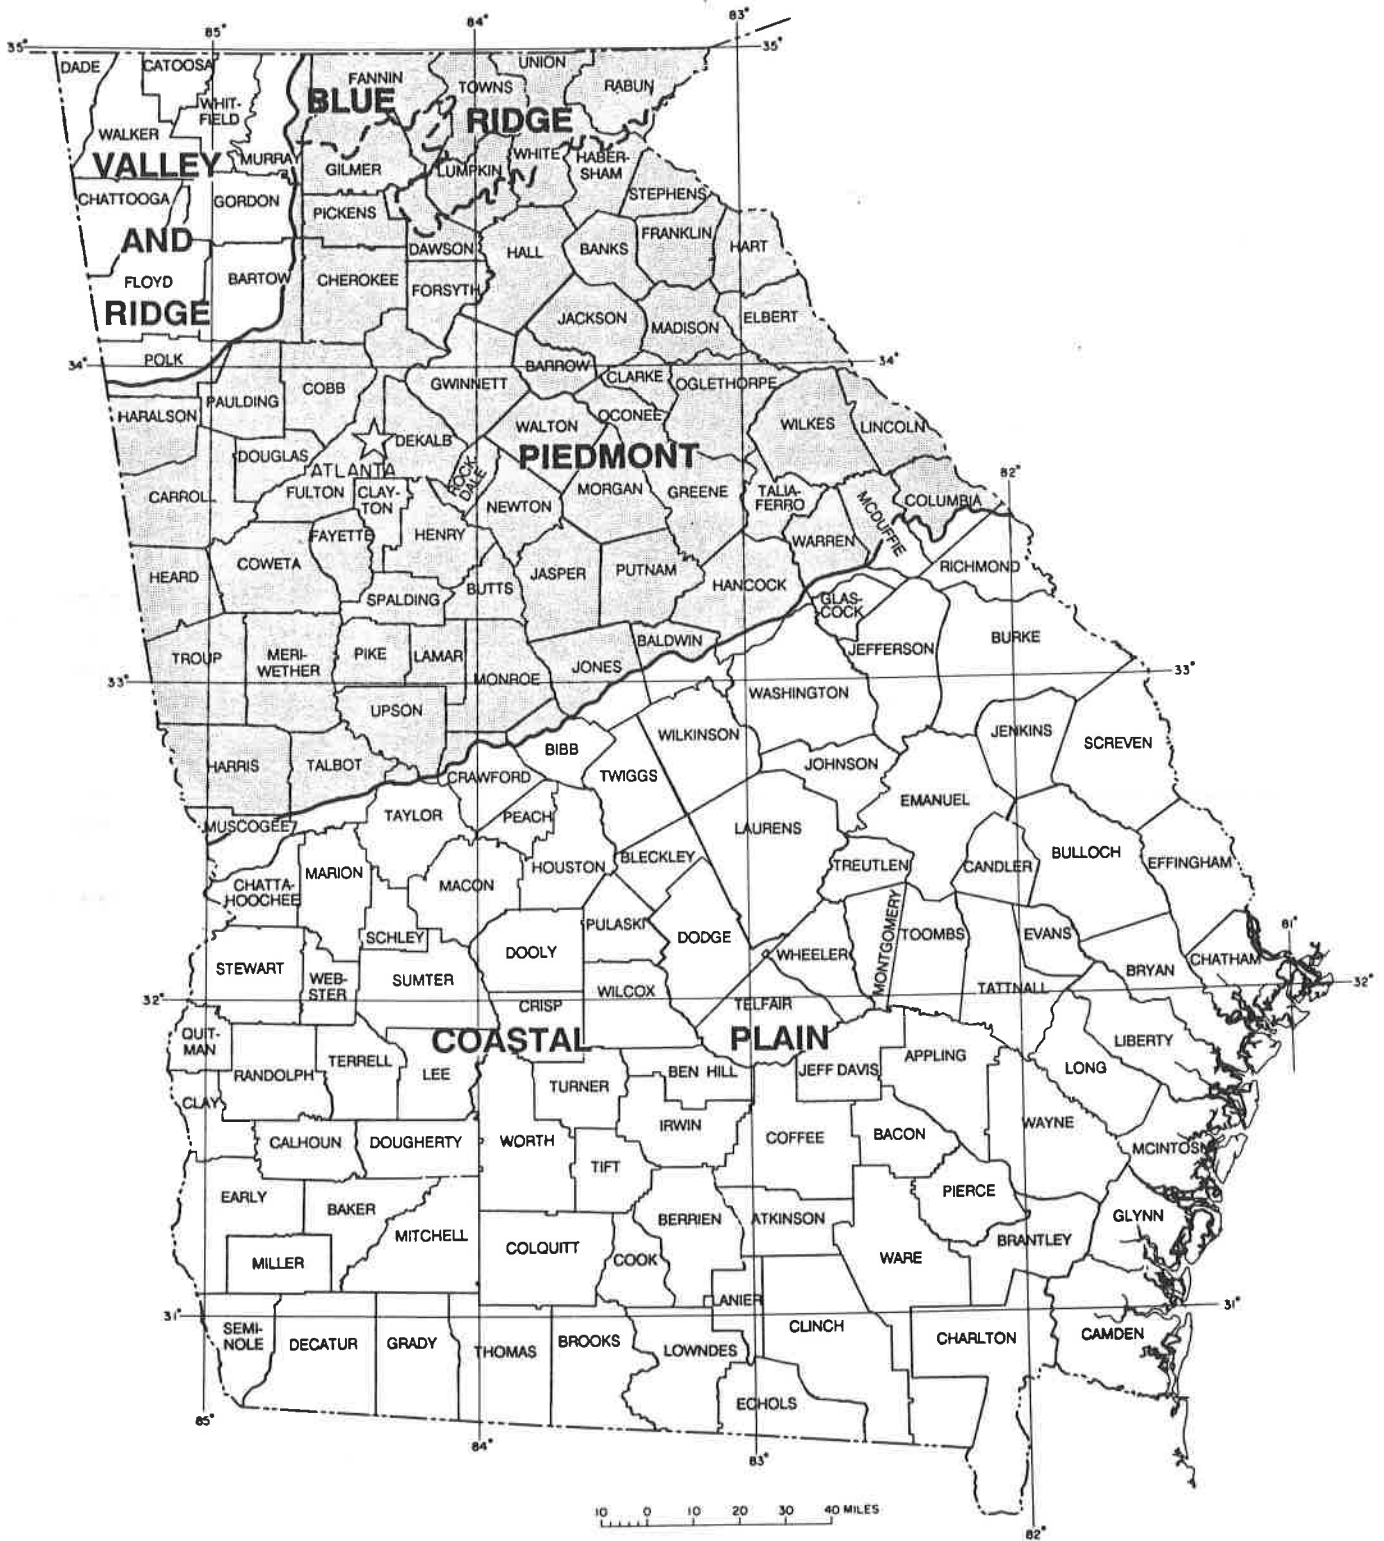 83°
84°
85°
35°
35°
DADE
CATOOSA
UNION
FANNIN
TOWNS
RABUN
WHIT-
FIELD
BLUE
RIDGE
WALKER
VALLEY
MURRAY
GILMER
LUMPKIN
WHITE
HABER-
SHAM
STEPHENS
CHATTOOGA
GORDON
PICKENS
AND
DAWSON
HALL
BANKS
FRANKLIN
HART
FLOYD
BARTOW
CHEROKEE
FORSYTH
RIDGE
JACKSON
MADISON
ELBERT
POLK
34°
34°
BARROW
CLARKE
OGLETHORPE
COBB
GWINNETT
HARALSON
PAULDING
OCONEE
WALTON
WILKES
LINCOLN
DEKALB
DOUGLAS
ATLANTA
PIEDMONT
ROCK-
DALE
CARROLL
FULTON
CLAY-
TON
NEWTON
MORGAN
GREENE
TALIA-
FERRO
MCDUFFIE
COLUMBIA
82°
FAYETTE
HENRY
WARREN
COWETA
HEARD
SPALDING
BUTTS
JASPER
PUTNAM
HANCOCK
RICHMOND
GLAS-
COCK
BALDWIN
JEFFERSON
BURKE
TROUP
MERI-
WETHER
PIKE
LAMAR
MONROE
JONES
33°
33°
WASHINGTON
UPSON
WILKINSON
JENKINS
SCREVEN
HARRIS
TALBOT
BIBB
CRAWFORD
TWIGGS
JOHNSON
EMANUEL
MUSCOGEE
TAYLOR
PEACH
LAURENS
HOUSTON
BLECKLEY
TREUTLEN
CANDLER
BULLOCH
EFFINGHAM
CHATTA-
HOOCHEE
MARION
MACON
SCHLEY
DOOLY
PULASKI
DODGE
WHEELER
MONTGOMERY
TOOMBS
EVANS
81°
STEWART
WEB-
STER
SUMTER
BRYAN
CHATHAM
32°
32°
CRISP
WILCOX
TELFAIR
TATTNALL
QUIT-
MAN
COASTAL
PLAIN
RANDOLPH
TERRELL
LEE
TURNER
BEN HILL
JEFF DAVIS
APPLING
LONG
LIBERTY
CLAY
CALHOUN
DOUGHERTY
WORTH
IRWIN
COFFEE
BACON
WAYNE
MCINTOSH
TIFT
EARLY
BAKER
MITCHELL
BERRIEN
ATKINSON
PIERCE
GLYNN
MILLER
COLQUITT
COOK
WARE
BRANTLEY
31°
31°
LANIER
SEMI-
NOLE
DECATUR
GRADY
THOMAS
BROOKS
LOWNDES
CLINCH
CHARLTON
CAMDEN
ECHOLS
85°
84°
83°
10 0 10 20 30 40 MILES
82°